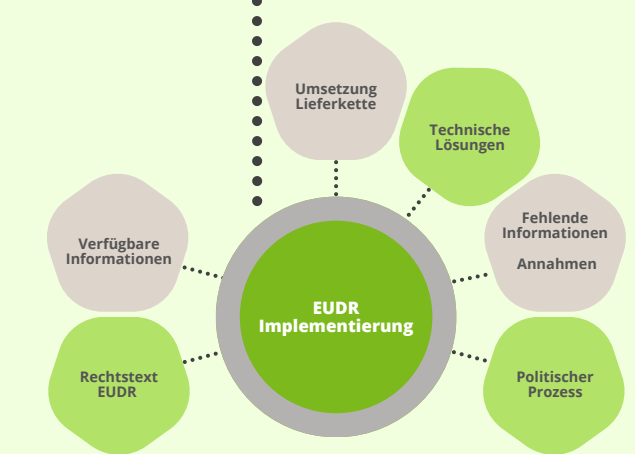 Umsetzung
Lieferkette
Technische
Lösungen
Verfügbare
Informationen
Fehlende
Informationen
Annahmen
EUDR
Implementierung
Rechtstext
EUDR
Politischer
Prozess